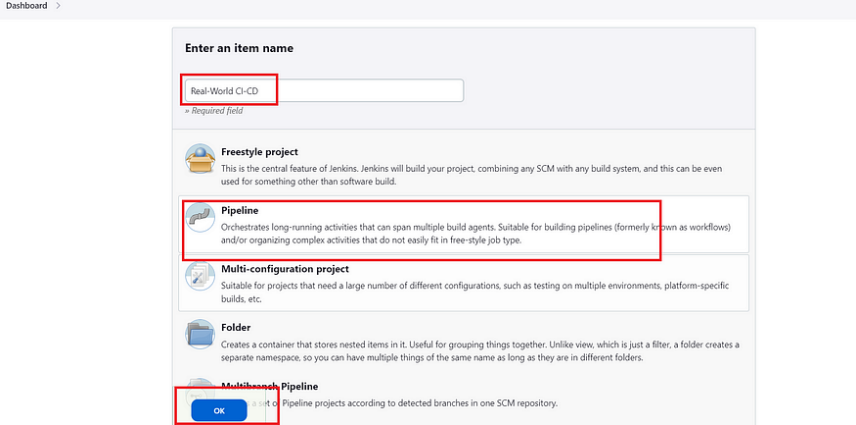 Dashboard >
Enter an item name
Real-World CI-CD
» Required field
Freestyle project
This is the central feature of Jenkins. Jenkins will build your project, combining any SCM with any build system, and this can be even
used for something other than software build.
Pipeline
Orchestrates long-running activities that can span multiple build agents. Suitable for building pipelines (formerly known as workflows)
and/or organizing complex activities that do not easily fit in free-style job type.
Multi-configuration project
Suitable for projects that need a large number of different configurations, such as testing on multiple environments, platform-specific
builds, etc.
Folder
Creates a container that stores nested items in it. Useful for grouping things together. Unlike view, which is just a filter, a folder creates a
separate namespace, so you can have multiple things of the same name as long as they are in different folders.
Multibranch Pipeline
a set of Pipeline projects according to detected branches in one SCM repository.
OK